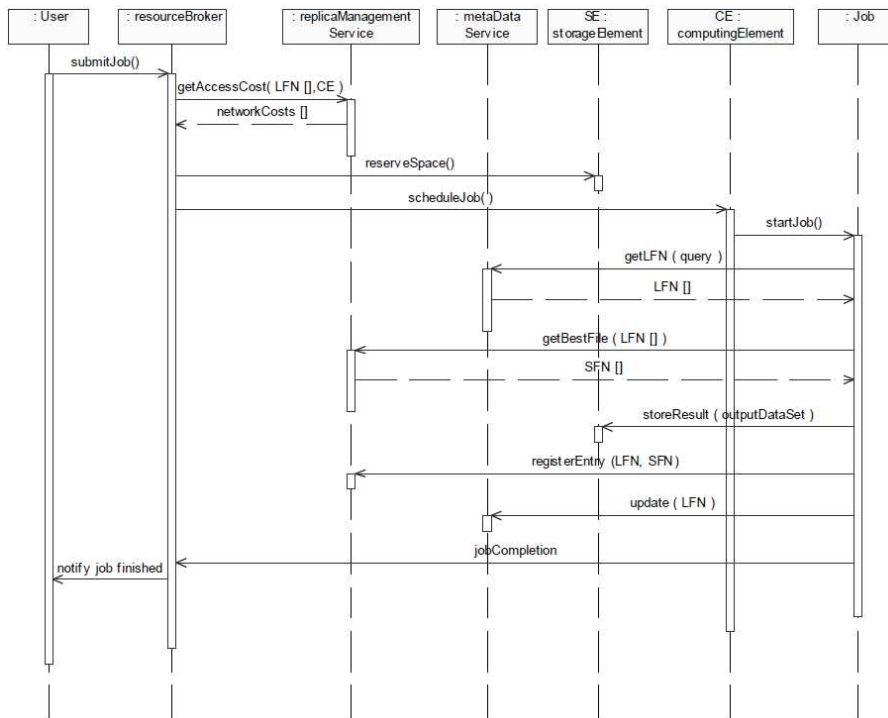 : User
: resourceBroker
: replicaManagement
Service
: metaData
Service
SE :
storageElement
CE :
computingElement
: Job
submitJob()
getAccessCost( LFN [],CE )
networkCosts []
reserveSpace()
scheduleJob( )
startJob()
getLFN ( query )
LFN []
getBestFile ( LFN [] )
SFN []
storeResult ( outputDataSet )
registerEntry (LFN, SFN)
update ( LFN )
jobCompletion
notify job finished